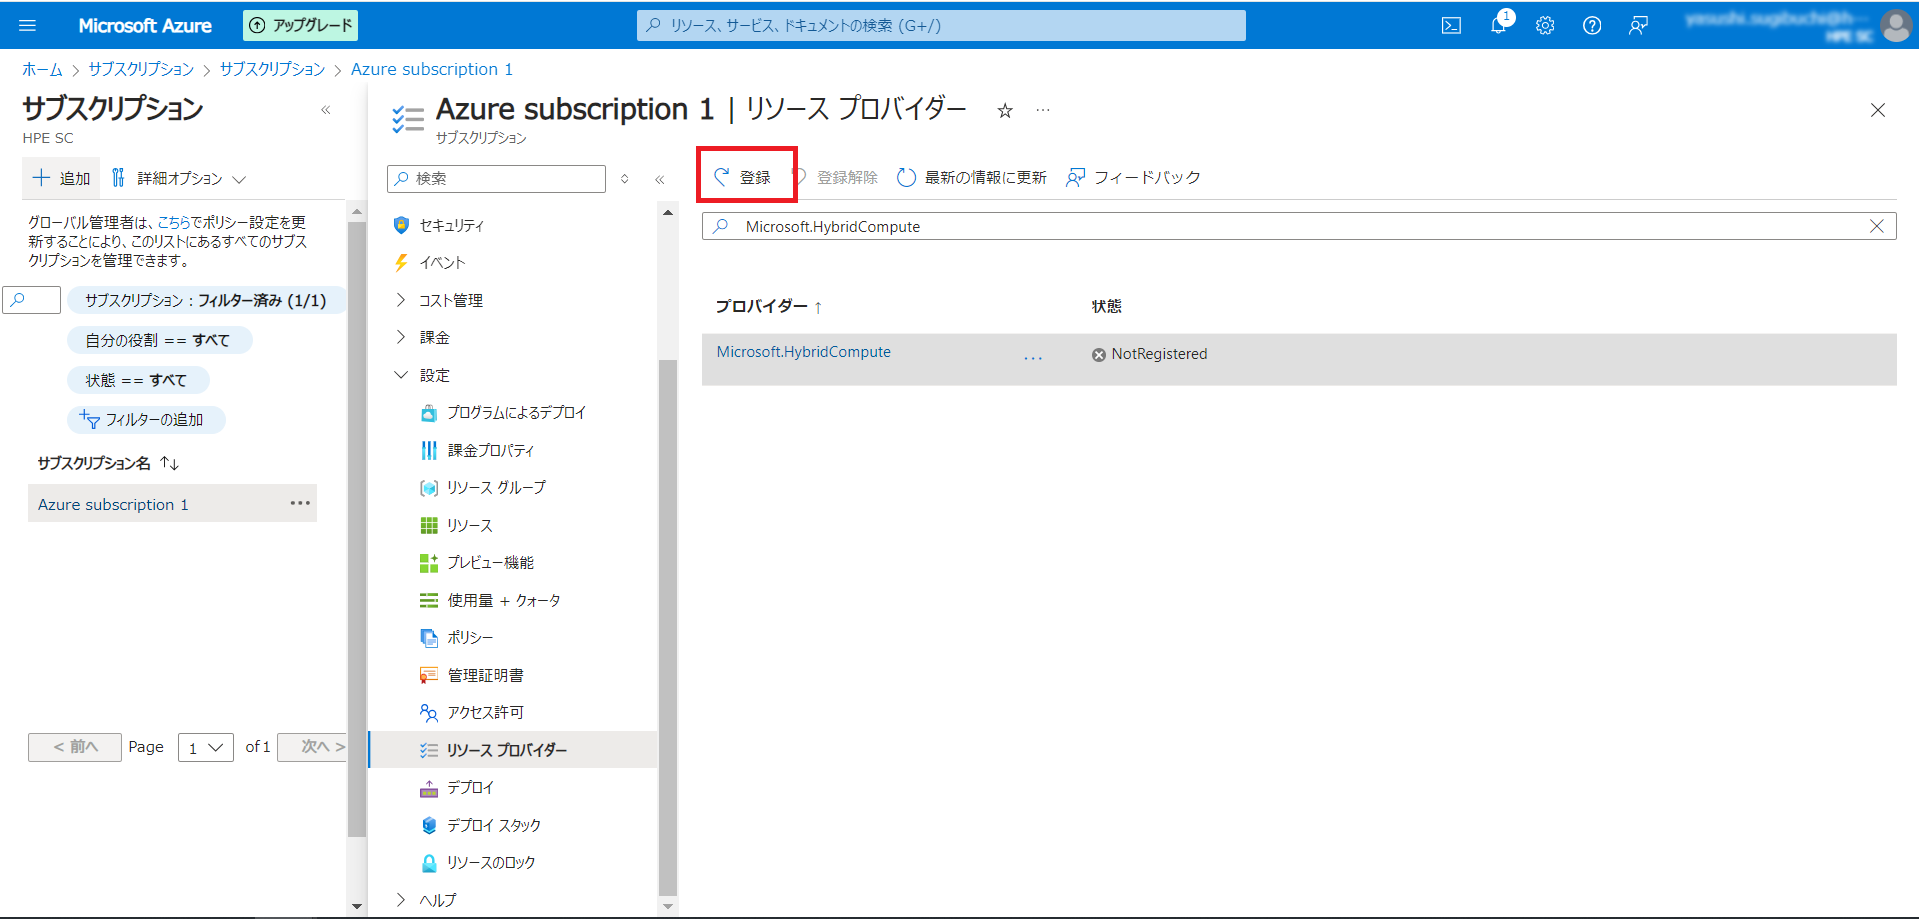 Microsoft Azure
アップグレード
リソース、サービス、ドキュメントの検索 (G+/)
1
HPE SC
ホーム > サブスクリプション > サブスクリプション > Azure subscription 1
サブスクリプション
«
HPE SC
追加
詳細オプション
グローバル管理者は、こちらでポリシー設定を更
新することにより、このリストにあるすべてのサブス
クリプションを管理できます。
サブスクリプション : フィルター済み (1/1)
自分の役割 == すべて
状態 == すべて
フィルターの追加
サブスクリプション名 ↑↓
Azure subscription 1
...
< 前へ
Page
1
of 1
次へ >
Azure subscription 1 | リソース プロバイダー
...
サブスクリプション
検索
«
セキュリティ
イベント
コスト管理
課金
設定
プログラムによるデプロイ
課金プロパティ
リソース グループ
リソース
プレビュー機能
使用量 + クォータ
ポリシー
管理証明書
アクセス許可
リソース プロバイダー
デプロイ
デプロイ スタック
リソースのロック
ヘルプ
登録
登録解除
最新の情報に更新
フィードバック
Microsoft.HybridCompute
プロバイダー ↑
状態
Microsoft.HybridCompute
...
NotRegistered